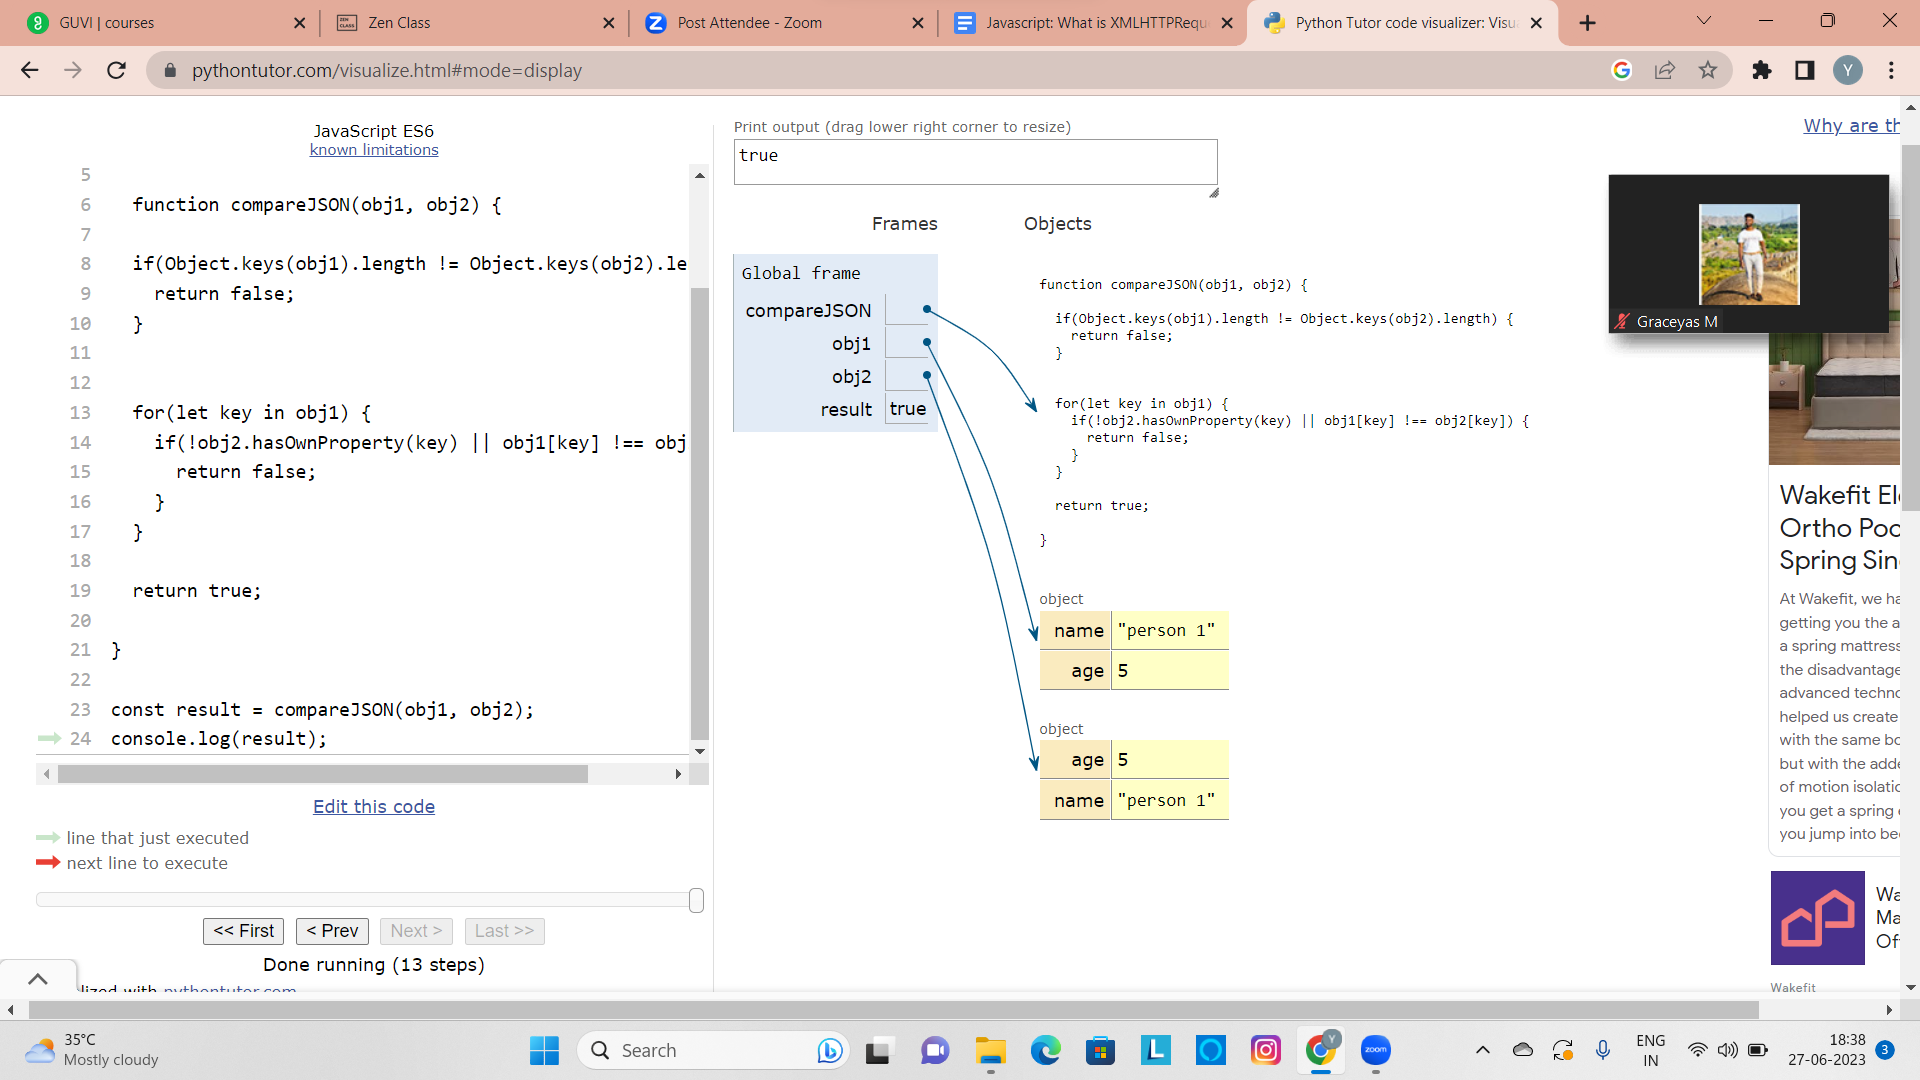 GUVI | courses
Zen Class
Post Attendee - Zoom
Javascript: What is XMLHTTPRequ
Python Tutor code visualizer: Visu
pythontutor.com/visualize.html#mode=display
Y
JavaScript ES6
known limitations
5
6 function compareJSON(obj1, obj2) {
7
8 if(Object.keys(obj1).length != Object.keys(obj2).le
9 return false;
10 }
11
12
13 for(let key in obj1) {
14 if(!obj2.hasOwnProperty(key) || obj1[key] !== obj
15 return false;
16 }
17 }
18
19 return true;
20
21 }
22
23 const result = compareJSON(obj1, obj2);
24 console.log(result);
Edit this code
line that just executed
next line to execute
<< First
< Prev
Next >
Last >>
Done running (13 steps)
lized with pythontutor.com
Print output (drag lower right corner to resize)
true
Frames
Objects
Global frame
compareJSON
obj1
obj2
result true
function compareJSON(obj1, obj2) {
if(Object.keys(obj1).length != Object.keys(obj2).length) {
return false;
}
for(let key in obj1) {
if(!obj2.hasOwnProperty(key) || obj1[key] !== obj2[key]) {
return false;
}
}
return true;
}
object
name "person 1"
age 5
object
age 5
name "person 1"
Why are th
Graceyas M
Wakefit El
Ortho Poc
Spring Sin
At Wakefit, we ha
getting you the a
a spring mattress
the disadvantage
advanced techno
helped us create
with the same bo
but with the adde
of motion isolatic
you get a spring
you jump into be
Wa
Ma
Of
Wakefit
35°C
Mostly cloudy
Search
L
Y
zoom
ENG
IN
18:38
27-06-2023
3